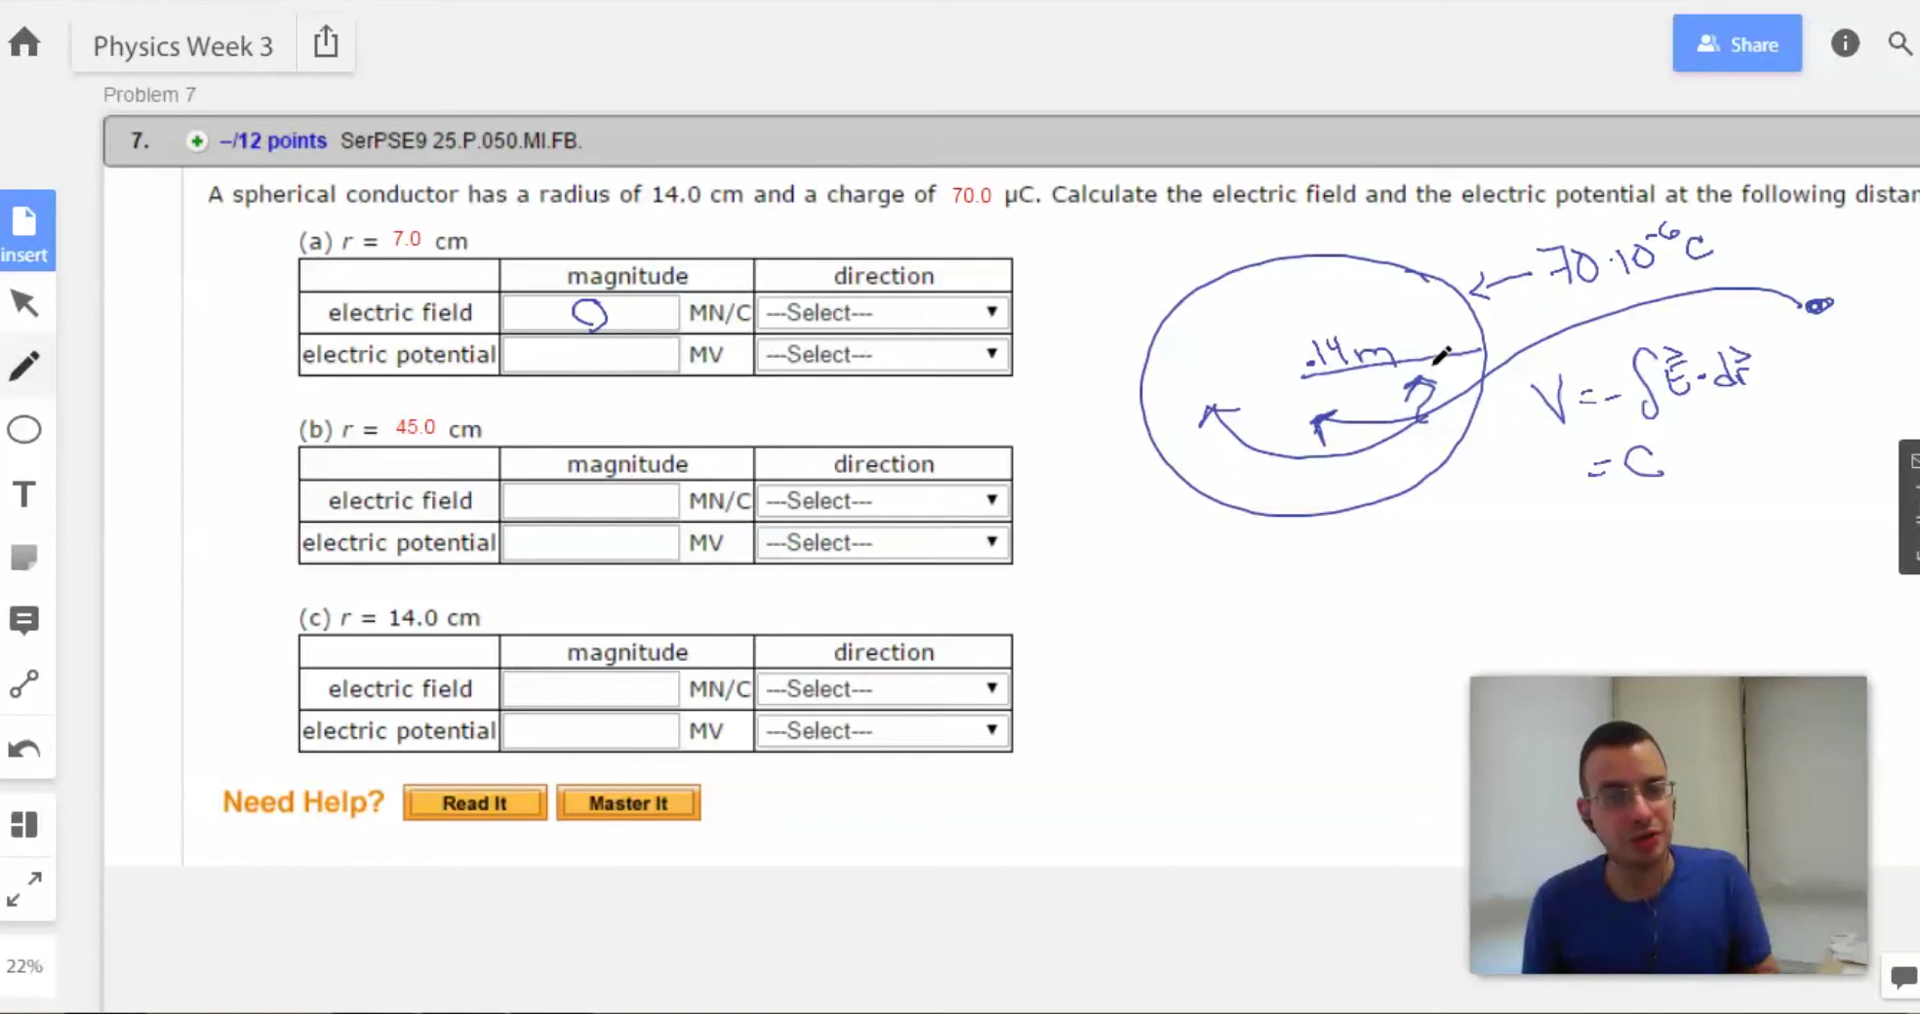 Physics Week 3
Share
Problem 7
7. –/12 points SerPSE9 25.P.050.MI.FB.
insert
A spherical conductor has a radius of 14.0 cm and a charge of 70.0 μC. Calculate the electric field and the electric potential at the following
(a) r = 7.0 cm
magnitude direction
electric field 0 MN/C ---Select---
electric potential MV ---Select---
70·10⁻⁶ C
.14 m
V = - ∫ E⃗ · dr⃗
= C
(b) r = 45.0 cm
magnitude direction
electric field MN/C ---Select---
electric potential MV ---Select---
(c) r = 14.0 cm
magnitude direction
electric field MN/C ---Select---
electric potential MV ---Select---
Need Help? Read It Master It
22%